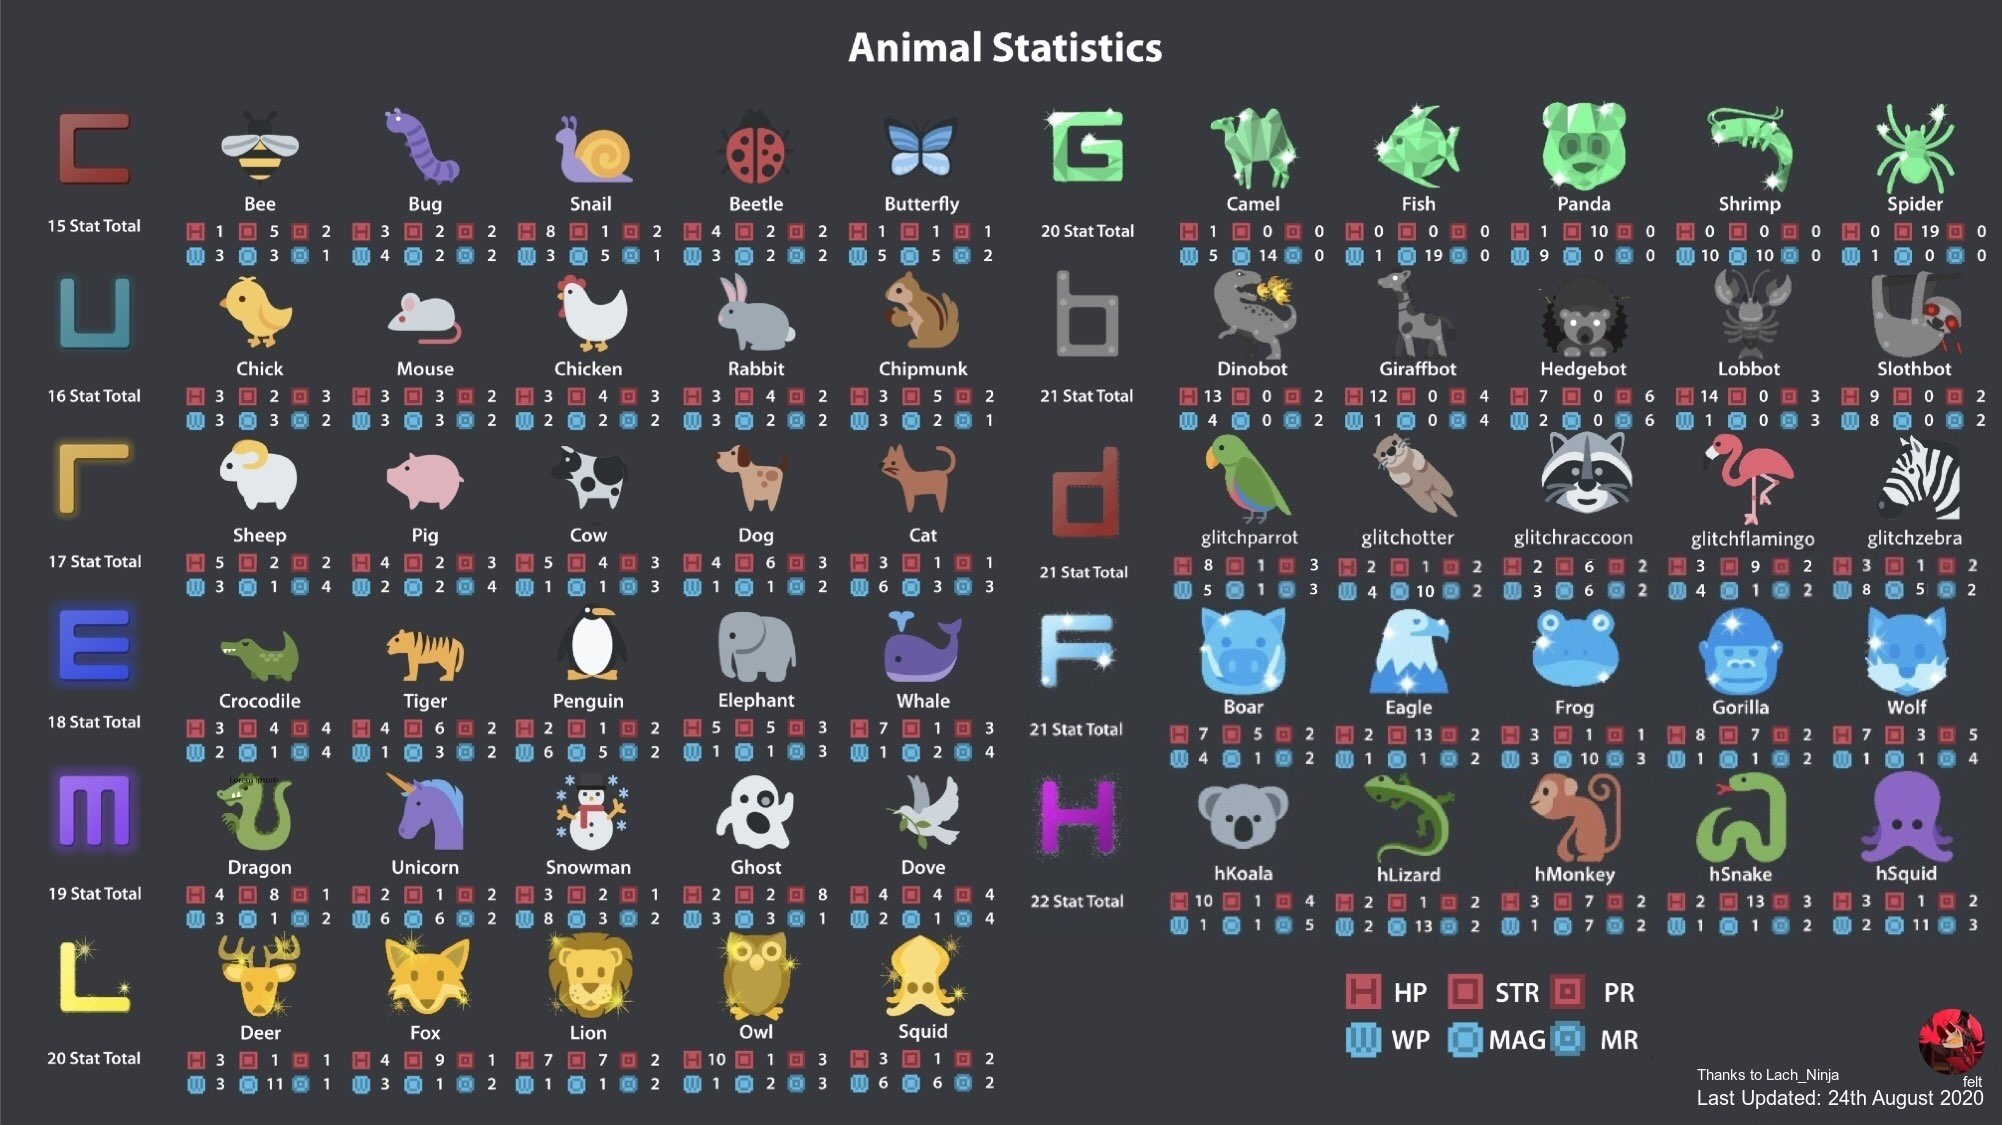 Animal Statistics
C
15 Stat Total
Bee Bug Snail Beetle Butterfly
H 1 5 2 H 3 2 2 H 8 1 2 H 4 2 2 H 1 1 1
W 3 3 1 W 4 2 2 W 3 5 1 W 3 2 2 W 5 5 2
U
16 Stat Total
Chick Mouse Chicken Rabbit Chipmunk
H 3 2 3 H 3 3 2 H 3 4 3 H 3 4 2 H 3 5 2
W 3 3 2 W 3 3 2 W 2 2 2 W 3 2 2 W 3 2 1
17 Stat Total
Sheep Pig Cow Dog Cat
H 5 2 2 H 4 2 3 H 5 4 3 H 4 6 3 H 3 1 1
W 3 1 4 W 2 2 4 W 1 1 3 W 1 1 2 W 6 3 3
E
18 Stat Total
Crocodile Tiger Penguin Elephant Whale
H 3 4 4 H 4 6 2 H 2 1 2 H 5 5 3 H 7 1 3
W 2 1 4 W 1 3 2 W 6 5 2 W 1 1 3 W 1 2 4
m
19 Stat Total
Lorem ipsum
Dragon Unicorn Snowman Ghost Dove
H 4 8 1 H 2 1 2 H 3 2 1 H 2 2 8 H 4 4 4
W 3 1 2 W 6 6 2 W 8 3 2 W 3 3 1 W 2 1 4
L
20 Stat Total
Deer Fox Lion Owl Squid
H 3 1 1 H 4 9 1 H 7 7 2 H 10 1 3 H 3 1 2
W 3 11 1 W 3 1 2 W 1 1 2 W 1 2 3 W 6 6 2
G
20 Stat Total
Camel Fish Panda Shrimp Spider
H 1 0 0 H 0 0 0 H 1 10 0 H 0 0 0 H 0 19 0
W 5 14 0 W 1 19 0 W 9 0 0 W 10 10 0 W 1 0 0
b
21 Stat Total
Dinobot Giraffbot Hedgebot Lobbot Slothbot
H 13 0 2 H 12 0 4 H 7 0 6 H 14 0 3 H 9 0 2
W 4 0 2 W 1 0 4 W 2 0 6 W 1 0 3 W 8 0 2
d
21 Stat Total
glitchparrot glitchotter glitchraccoon glitchflamingo glitchzebra
H 8 1 3 H 2 1 2 H 2 6 2 H 3 9 2 H 3 1 2
W 5 1 3 W 4 10 2 W 3 6 2 W 4 1 2 W 8 5 2
F
21 Stat Total
Boar Eagle Frog Gorilla Wolf
H 7 5 2 H 2 13 2 H 3 1 1 H 8 7 2 H 7 3 5
W 4 1 2 W 1 1 2 W 3 10 3 W 1 1 2 W 1 1 4
H
22 Stat Total
hKoala hLizard hMonkey hSnake hSquid
H 10 1 4 H 2 1 2 H 3 7 2 H 2 13 3 H 3 1 2
W 1 1 5 W 2 13 2 W 1 7 2 W 1 1 2 W 2 11 3
H HP STR PR
W WP MAG MR
Thanks to Lach_Ninja
felt
Last Updated: 24th August 2020